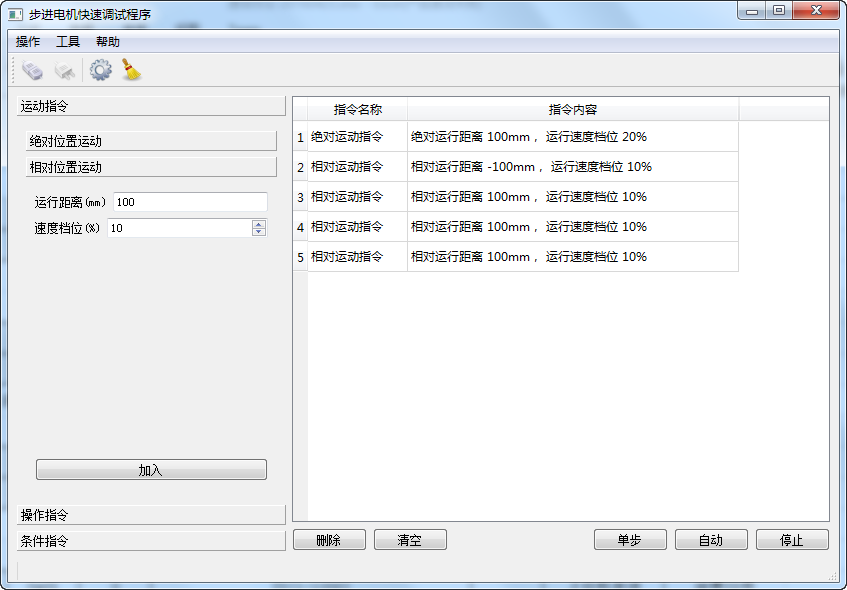 步进电机快速调试程序
操作 工具 帮助
运动指令
绝对位置运动
相对位置运动
运行距离(mm) 100
速度档位(%) 10
加入
操作指令
条件指令
指令名称 指令内容
1 绝对运动指令 绝对运行距离 100mm ,  运行速度档位 20%
2 相对运动指令 相对运行距离 -100mm ,  运行速度档位 10%
3 相对运动指令 相对运行距离 100mm ,  运行速度档位 10%
4 相对运动指令 相对运行距离 100mm ,  运行速度档位 10%
5 相对运动指令 相对运行距离 100mm ,  运行速度档位 10%
删除 清空 单步 自动 停止